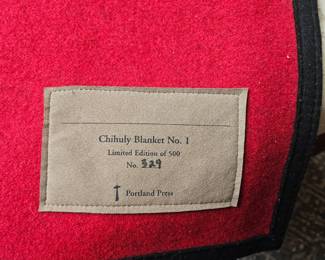 Chihuly Blanket No. 1
Limited Edition of 500
No. 329
Portland Press